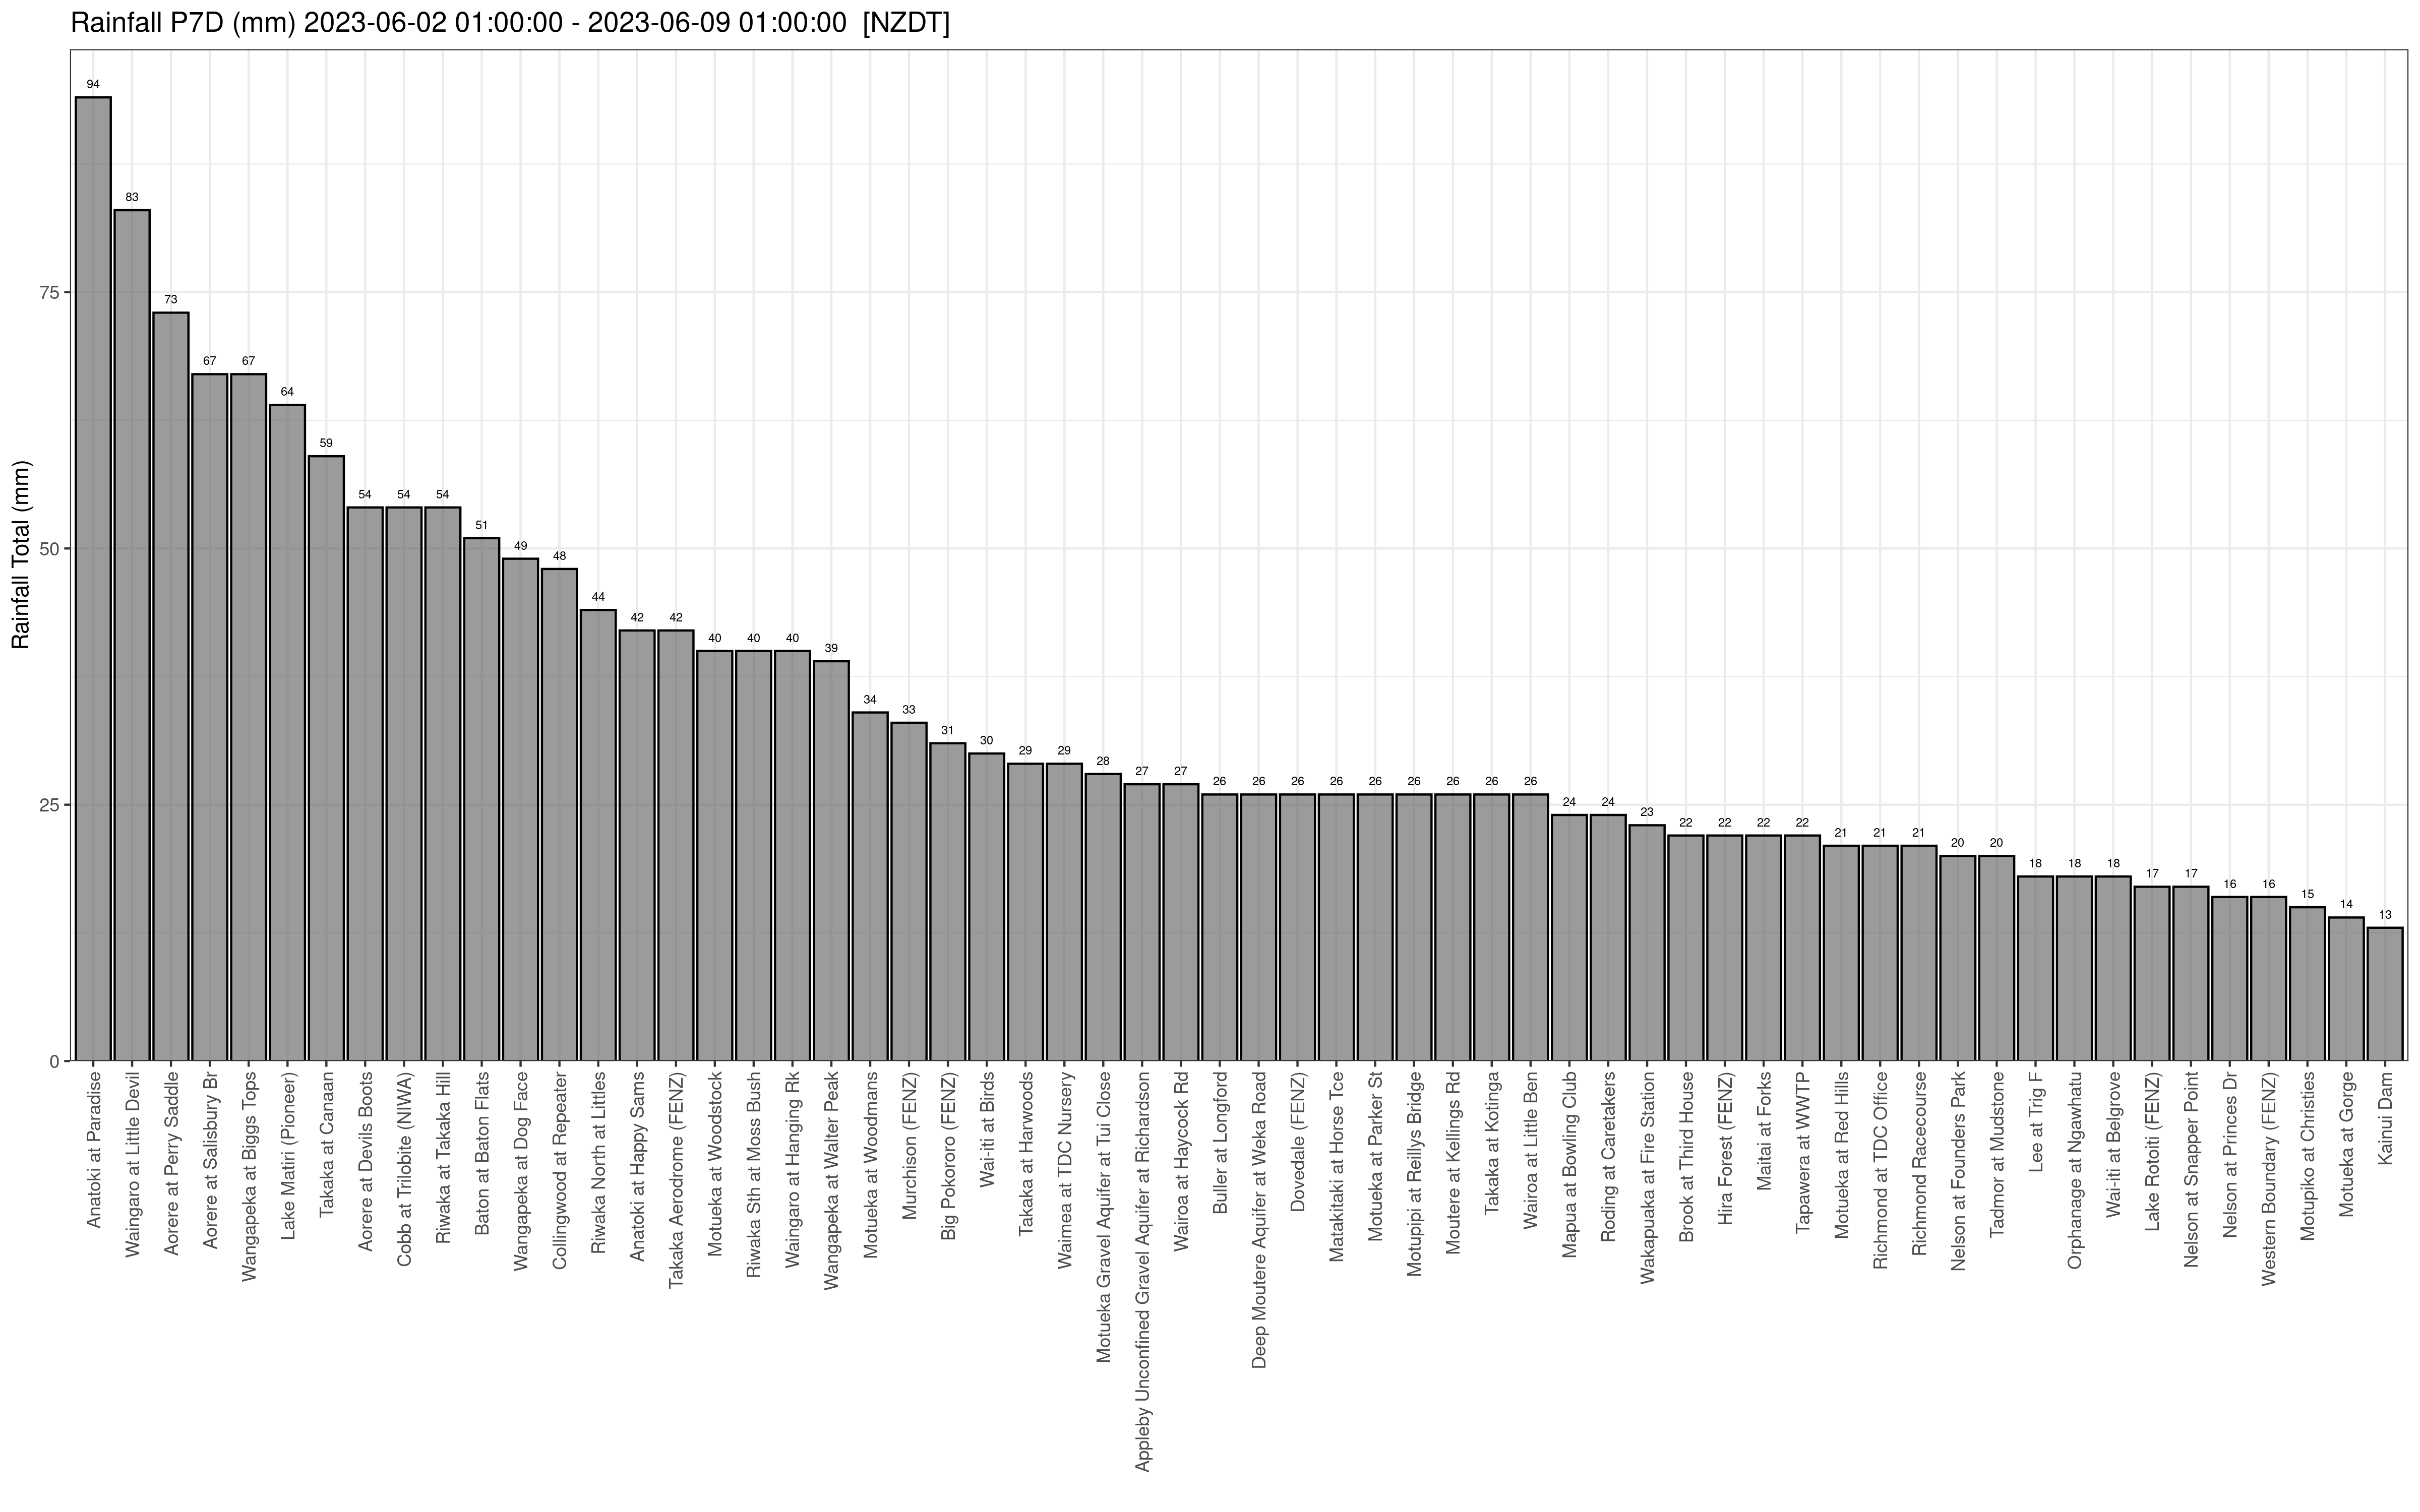 Rainfall P7D (mm) 2023-06-02 01:00:00 - 2023-06-09 01:00:00 [NZDT]
Rainfall Total (mm)
75
50
25
0
94
83
73
67
67
64
59
54
54
54
51
49
48
44
42
42
40
40
40
39
34
33
31
30
29
29
28
27
27
26
26
26
26
26
26
26
26
26
24
24
23
22
22
22
22
21
21
21
20
20
18
18
18
17
17
16
16
15
14
13
Anatoki at Paradise
Waingaro at Little Devil
Aorere at Perry Saddle
Aorere at Salisbury Br
Wangapeka at Biggs Tops
Lake Matiri (Pioneer)
Takaka at Canaan
Aorere at Devils Boots
Cobb at Trilobite (NIWA)
Riwaka at Takaka Hill
Baton at Baton Flats
Wangapeka at Dog Face
Collingwood at Repeater
Riwaka North at Littles
Anatoki at Happy Sams
Takaka Aerodrome (FENZ)
Motueka at Woodstock
Riwaka Sth at Moss Bush
Waingaro at Hanging Rk
Wangapeka at Walter Peak
Motueka at Woodmans
Murchison (FENZ)
Big Pokororo (FENZ)
Wai-iti at Birds
Takaka at Harwoods
Waimea at TDC Nursery
Motueka Gravel Aquifer at Tui Close
Appleby Unconfined Gravel Aquifer at Richardson
Wairoa at Haycock Rd
Buller at Longford
Deep Moutere Aquifer at Weka Road
Dovedale (FENZ)
Matakitaki at Horse Tce
Motueka at Parker St
Motupipi at Reillys Bridge
Moutere at Kellings Rd
Takaka at Kotinga
Wairoa at Little Ben
Mapua at Bowling Club
Roding at Caretakers
Wakapuaka at Fire Station
Brook at Third House
Hira Forest (FENZ)
Maitai at Forks
Tapawera at WWTP
Motueka at Red Hills
Richmond at TDC Office
Richmond Racecourse
Nelson at Founders Park
Tadmor at Mudstone
Lee at Trig F
Orphanage at Ngawhatu
Wai-iti at Belgrove
Lake Rotoiti (FENZ)
Nelson at Snapper Point
Nelson at Princes Dr
Western Boundary (FENZ)
Motupiko at Christies
Motueka at Gorge
Kainui Dam